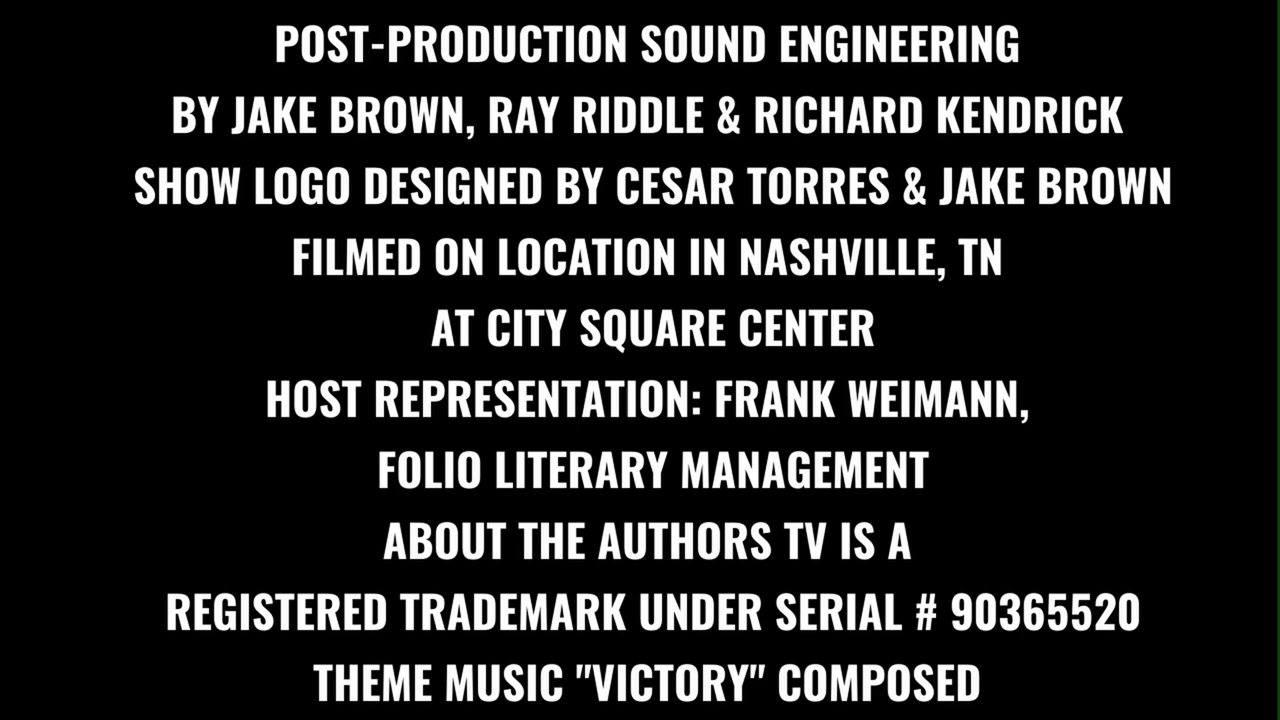 POST-PRODUCTION SOUND ENGINEERING
BY JAKE BROWN, RAY RIDDLE & RICHARD KENDRICK
SHOW LOGO DESIGNED BY CESAR TORRES & JAKE BROWN
FILMED ON LOCATION IN NASHVILLE, TN
AT CITY SQUARE CENTER
HOST REPRESENTATION: FRANK WEIMANN,
FOLIO LITERARY MANAGEMENT
ABOUT THE AUTHORS TV IS A
REGISTERED TRADEMARK UNDER SERIAL # 90365520
THEME MUSIC "VICTORY" COMPOSED